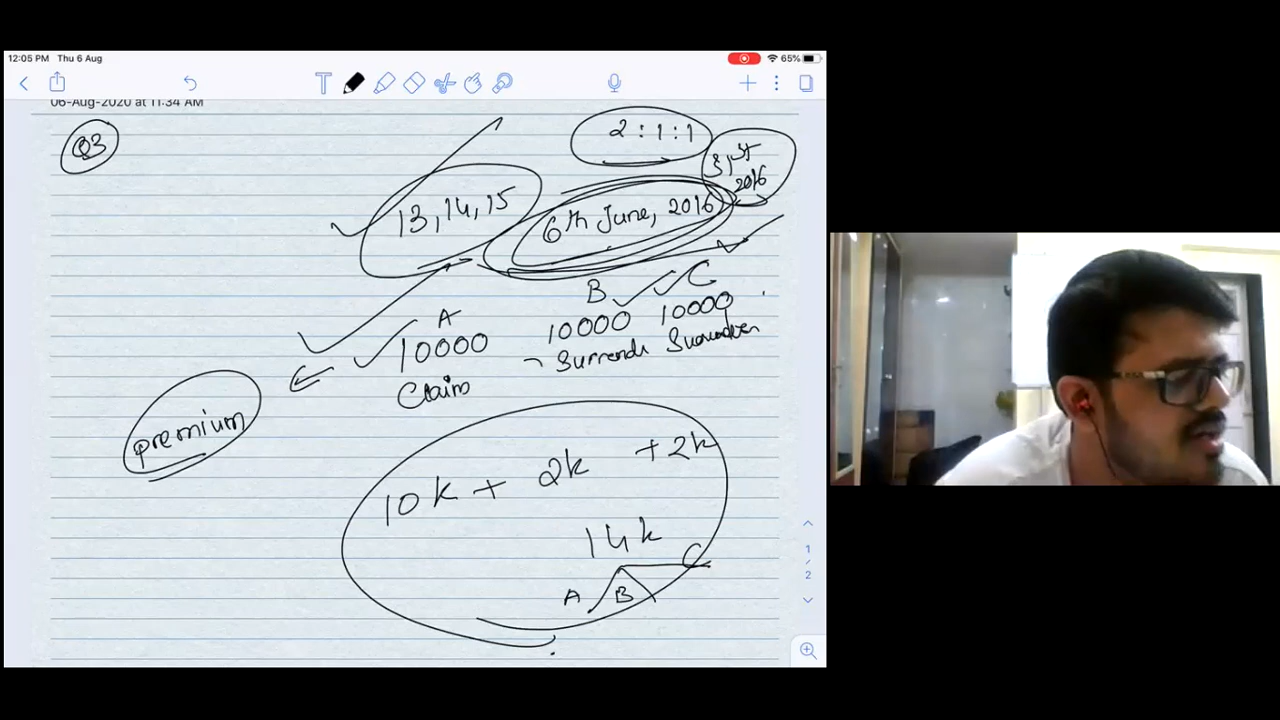 12:05 PM Thu 6 Aug
65%
06-Aug-2020 at 11:34 AM
Q3
2 : 1 : 1
31st
2016
13, 14, 15
6th June, 2016
A
B
C
10000
10000
10000
Claim
Surrender
Surrender
premium
10k + 2k + 2k
14k
A
B
C
1
2